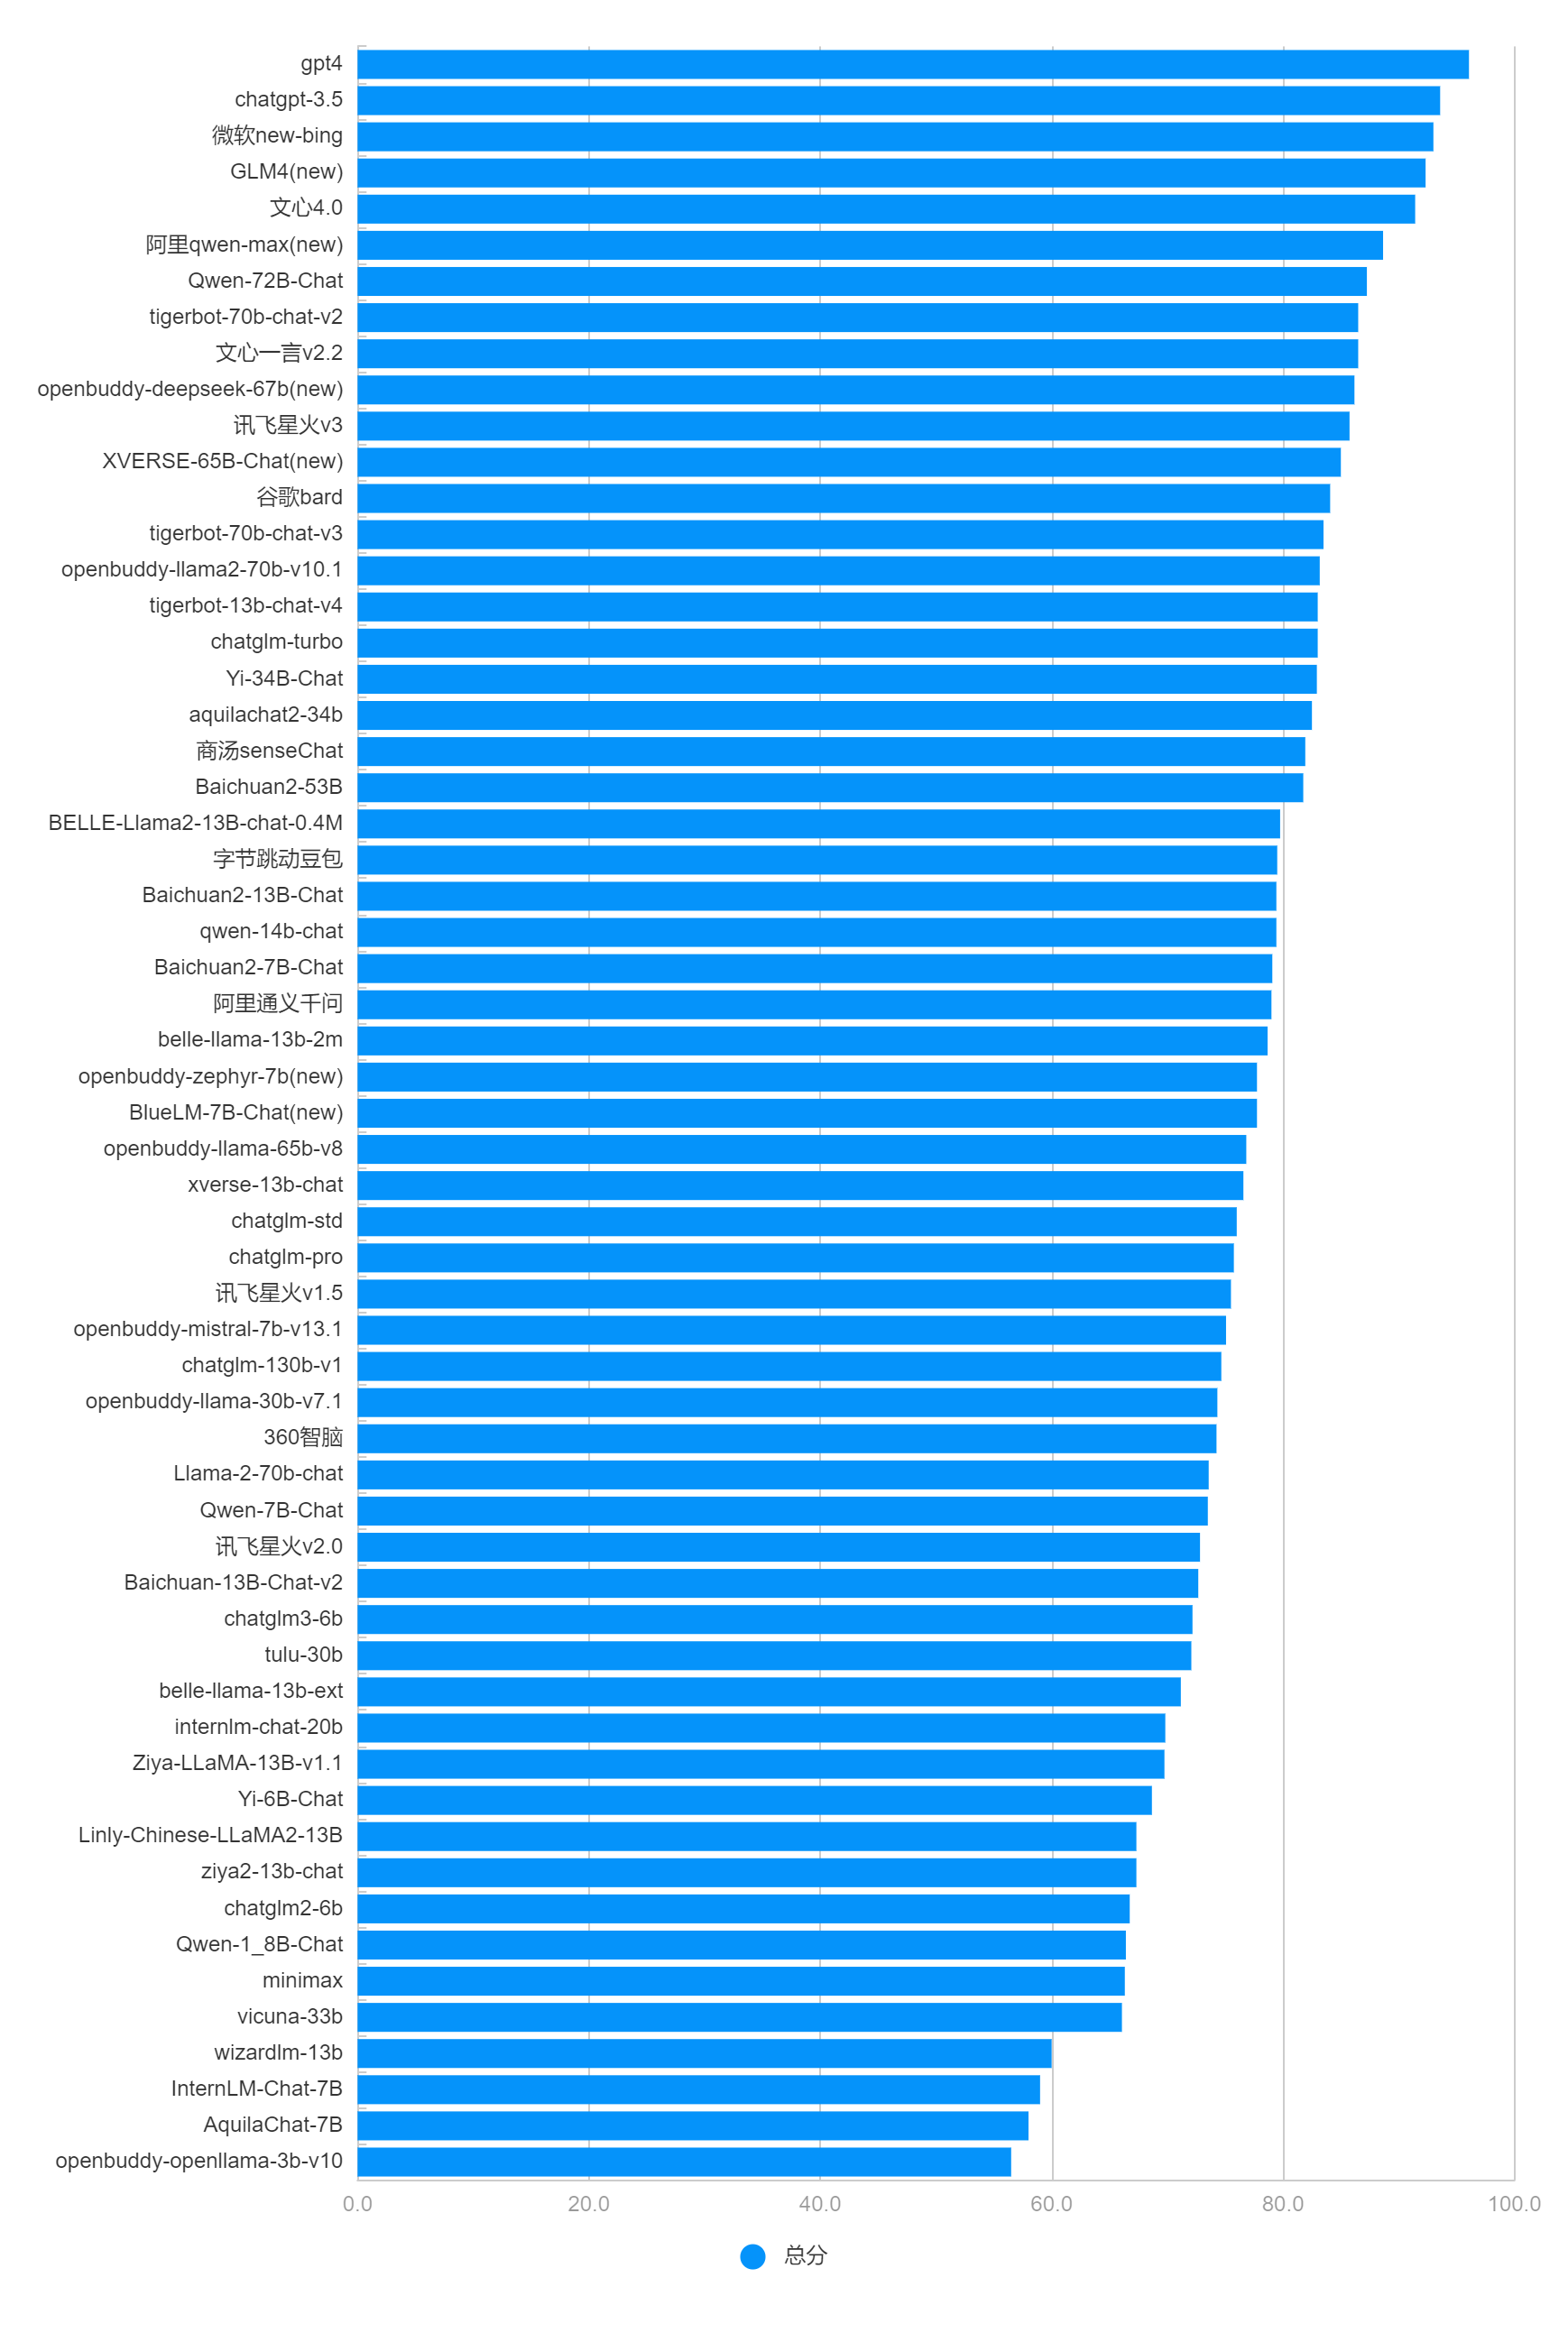 gpt4
chatgpt-3.5
微软new-bing
GLM4(new)
文心4.0
阿里qwen-max(new)
Qwen-72B-Chat
tigerbot-70b-chat-v2
文心一言v2.2
openbuddy-deepseek-67b(new)
讯飞星火v3
XVERSE-65B-Chat(new)
谷歌bard
tigerbot-70b-chat-v3
openbuddy-llama2-70b-v10.1
tigerbot-13b-chat-v4
chatglm-turbo
Yi-34B-Chat
aquilachat2-34b
商汤senseChat
Baichuan2-53B
BELLE-Llama2-13B-chat-0.4M
字节跳动豆包
Baichuan2-13B-Chat
qwen-14b-chat
Baichuan2-7B-Chat
阿里通义千问
belle-llama-13b-2m
openbuddy-zephyr-7b(new)
BlueLM-7B-Chat(new)
openbuddy-llama-65b-v8
xverse-13b-chat
chatglm-std
chatglm-pro
讯飞星火v1.5
openbuddy-mistral-7b-v13.1
chatglm-130b-v1
openbuddy-llama-30b-v7.1
360智脑
Llama-2-70b-chat
Qwen-7B-Chat
讯飞星火v2.0
Baichuan-13B-Chat-v2
chatglm3-6b
tulu-30b
belle-llama-13b-ext
internlm-chat-20b
Ziya-LLaMA-13B-v1.1
Yi-6B-Chat
Linly-Chinese-LLaMA2-13B
ziya2-13b-chat
chatglm2-6b
Qwen-1_8B-Chat
minimax
vicuna-33b
wizardlm-13b
InternLM-Chat-7B
AquilaChat-7B
openbuddy-openllama-3b-v10
0.0 20.0 40.0 60.0 80.0 100.0
总分